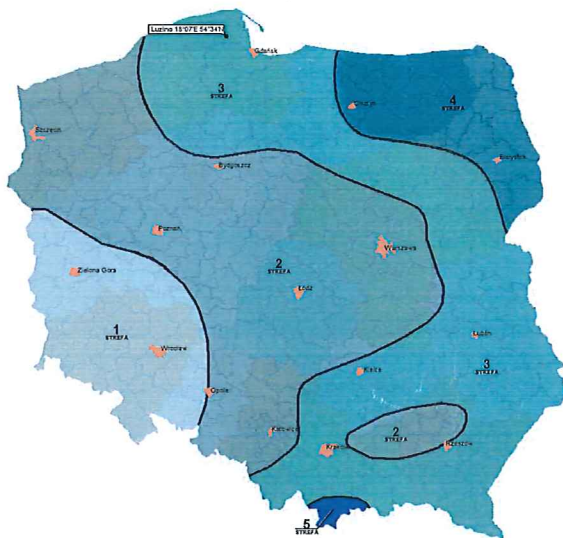 Luzino 18°07'E 54°34'N
Gdańsk
3
STREFA
4
STREFA
Olsztyn
Szczecin
Białystok
Bydgoszcz
Poznań
Warszawa
2
STREFA
Zielona Góra
Łódź
1
STREFA
Wrocław
Lublin
3
STREFA
Kielce
Opole
Katowice
2
STREFA
Kraków
Rzeszów
5
STREFA